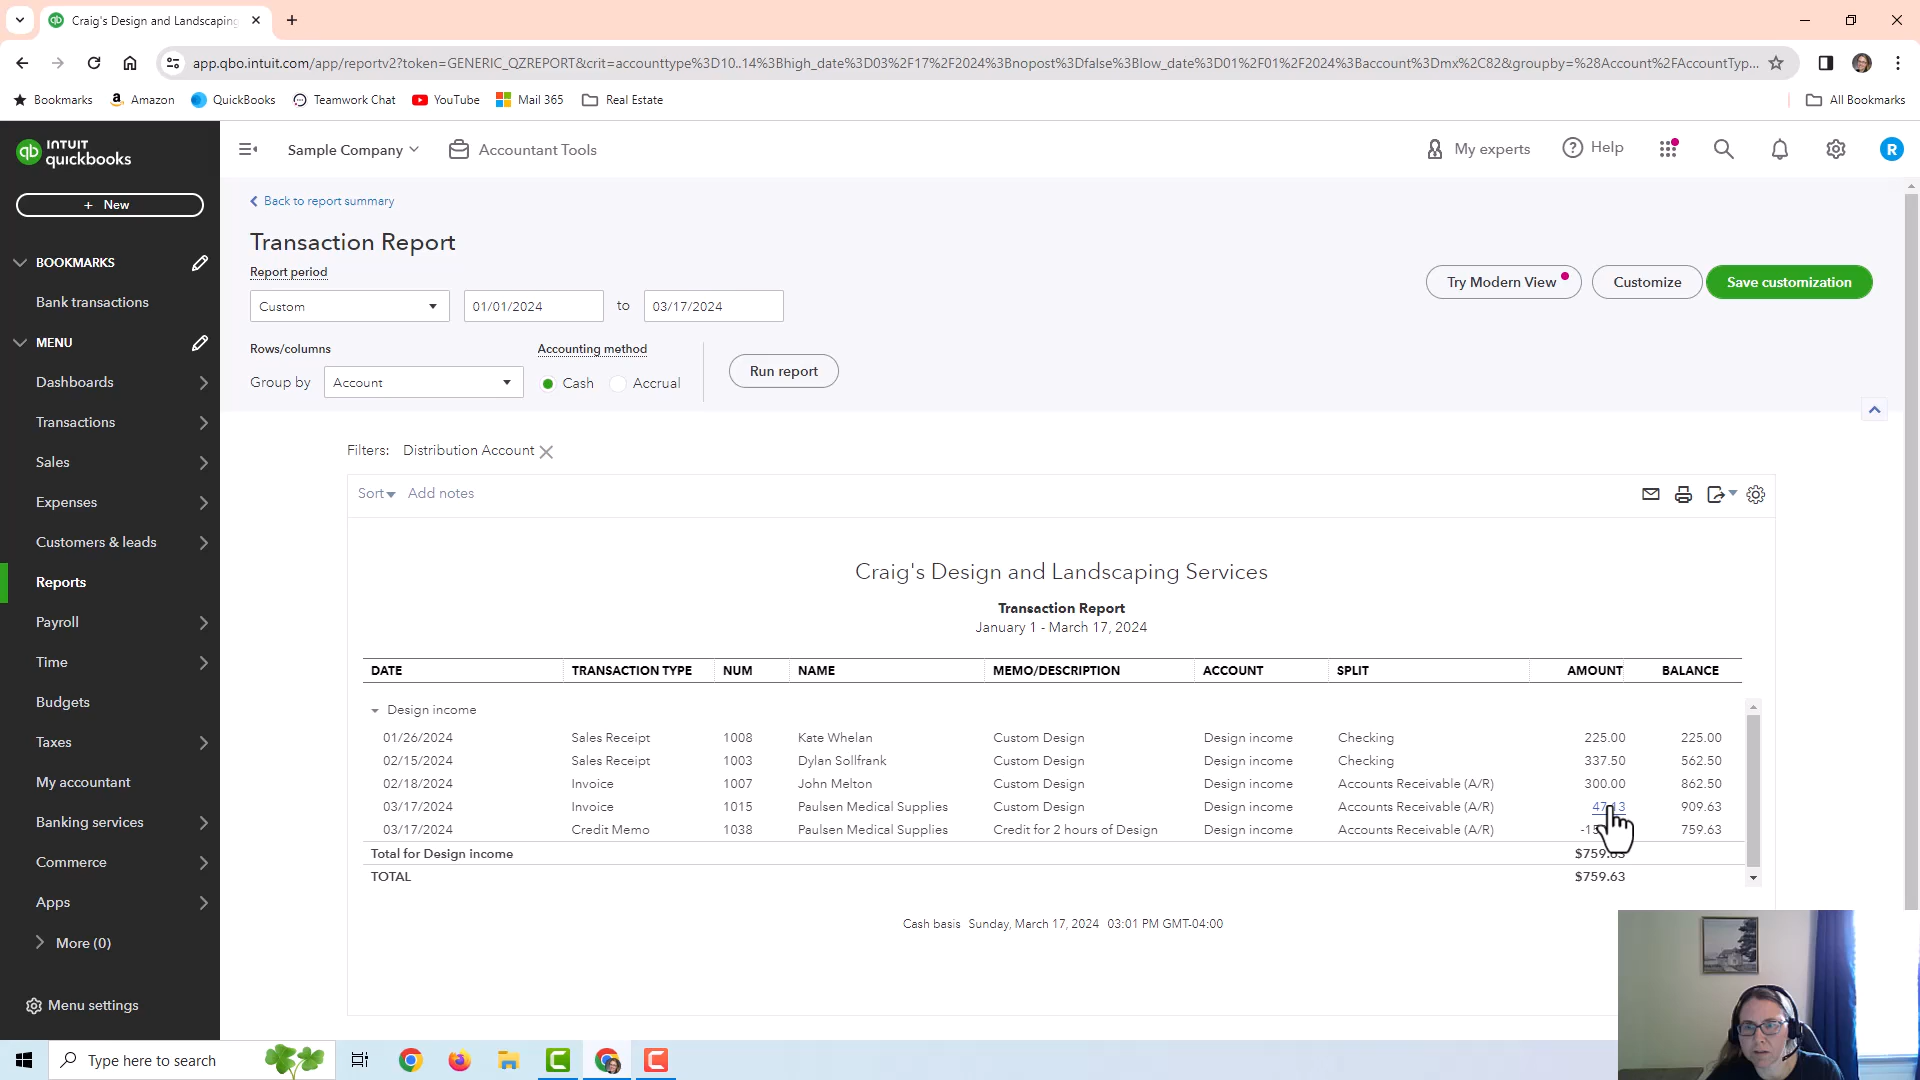 Craig's Design and Landscaping
app.qbo.intuit.com/app/reportv2?token=GENERIC_QZREPORT&crit=accounttype%3D10..14%3Bhigh_date%3D03%2F17%2F2024%3Bnopost%3Dfalse%3Blow_date%3D01%2F01%2F2024%3Baccount%3Dmx%2C82&groupby=%28Account%2FAccountTyp...
Bookmarks Amazon QuickBooks Teamwork Chat YouTube Mail 365 Real Estate All Bookmarks
INTUIT
quickbooks
Sample Company Accountant Tools My experts Help R
+ New
BOOKMARKS
Bank transactions
MENU
Dashboards
Transactions
Sales
Expenses
Customers & leads
Reports
Payroll
Time
Budgets
Taxes
My accountant
Banking services
Commerce
Apps
More (0)
Menu settings
Back to report summary
Transaction Report
Report period
Custom 01/01/2024 to 03/17/2024
Try Modern View Customize Save customization
Rows/columns Accounting method
Group by Account Cash Accrual Run report
Filters: Distribution Account
Sort Add notes
Craig's Design and Landscaping Services
Transaction Report
January 1 - March 17, 2024
DATE TRANSACTION TYPE NUM NAME MEMO/DESCRIPTION ACCOUNT SPLIT AMOUNT BALANCE
Design income
01/26/2024 Sales Receipt 1008 Kate Whelan Custom Design Design income Checking 225.00 225.00
02/15/2024 Sales Receipt 1003 Dylan Sollfrank Custom Design Design income Checking 337.50 562.50
02/18/2024 Invoice 1007 John Melton Custom Design Design income Accounts Receivable (A/R) 300.00 862.50
03/17/2024 Invoice 1015 Paulsen Medical Supplies Custom Design Design income Accounts Receivable (A/R) 47.13 909.63
03/17/2024 Credit Memo 1038 Paulsen Medical Supplies Credit for 2 hours of Design Design income Accounts Receivable (A/R) 759.63
Total for Design income $759.63
TOTAL $759.63
Cash basis Sunday, March 17, 2024 03:01 PM GMT-04:00
Type here to search